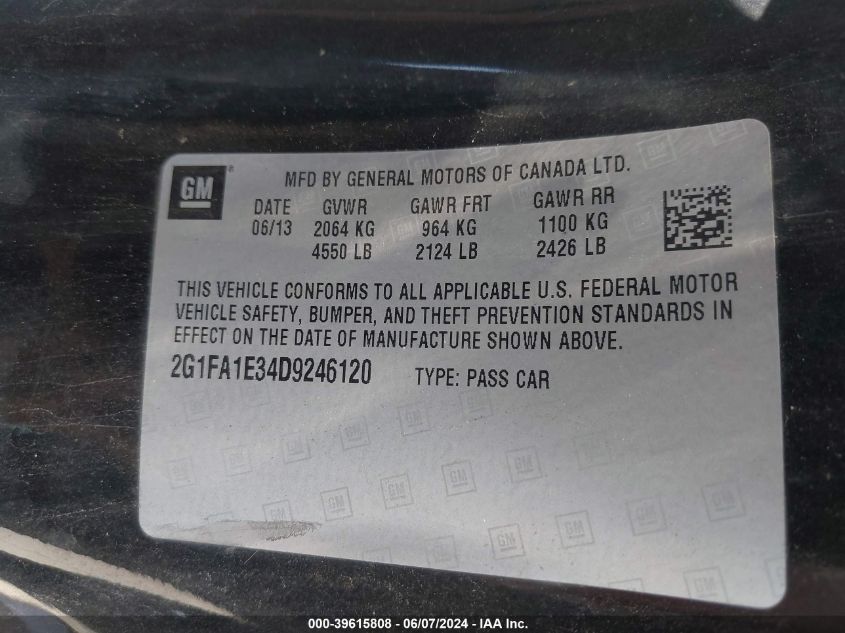 GM
MFD BY GENERAL MOTORS OF CANADA LTD.
DATE GVWR GAWR FRT GAWR RR
06/13 2064 KG 964 KG 1100 KG
4550 LB 2124 LB 2426 LB
THIS VEHICLE CONFORMS TO ALL APPLICABLE U.S. FEDERAL MOTOR
VEHICLE SAFETY, BUMPER, AND THEFT PREVENTION STANDARDS IN
EFFECT ON THE DATE OF MANUFACTURE SHOWN ABOVE.
2G1FA1E34D9246120 TYPE: PASS CAR
000-39615808 - 06/07/2024 - IAA Inc.